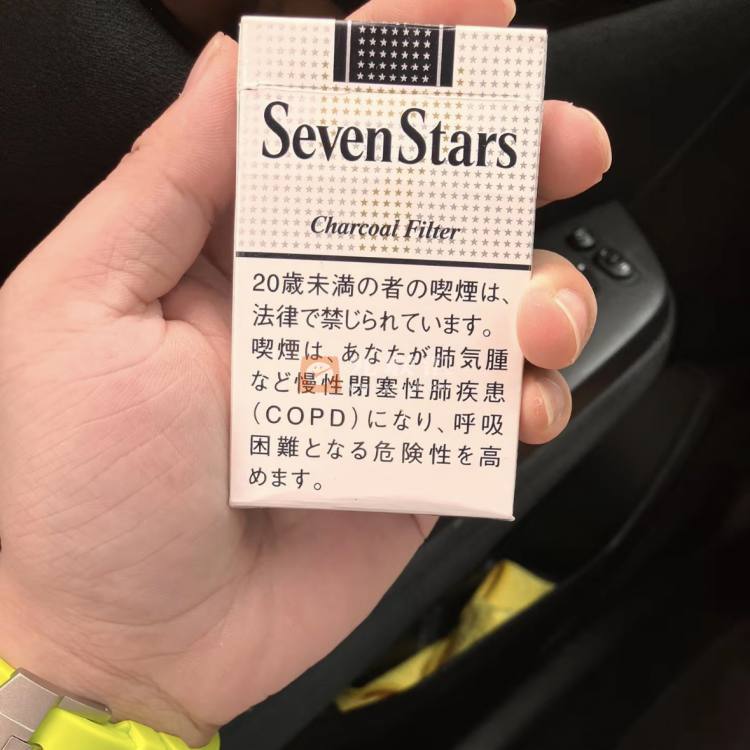 Seven Stars
Charcoal Filter
20歳未満の者の喫煙は、
法律で禁じられています。
喫煙は、あなたが肺気腫
など慢性閉塞性肺疾患
(COPD)になり、呼吸
困難となる危険性を高
めます。